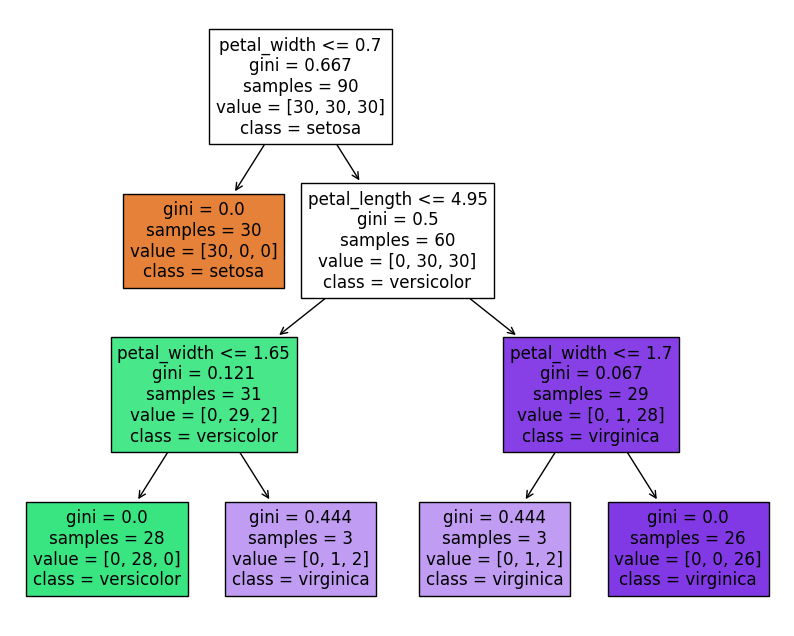 petal_width <= 0.7
gini = 0.667
samples = 90
value = [30, 30, 30]
class = setosa
gini = 0.0
samples = 30
value = [30, 0, 0]
class = setosa
petal_length <= 4.95
gini = 0.5
samples = 60
value = [0, 30, 30]
class = versicolor
petal_width <= 1.65
gini = 0.121
samples = 31
value = [0, 29, 2]
class = versicolor
petal_width <= 1.7
gini = 0.067
samples = 29
value = [0, 1, 28]
class = virginica
gini = 0.0
samples = 28
value = [0, 28, 0]
class = versicolor
gini = 0.444
samples = 3
value = [0, 1, 2]
class = virginica
gini = 0.444
samples = 3
value = [0, 1, 2]
class = virginica
gini = 0.0
samples = 26
value = [0, 0, 26]
class = virginica